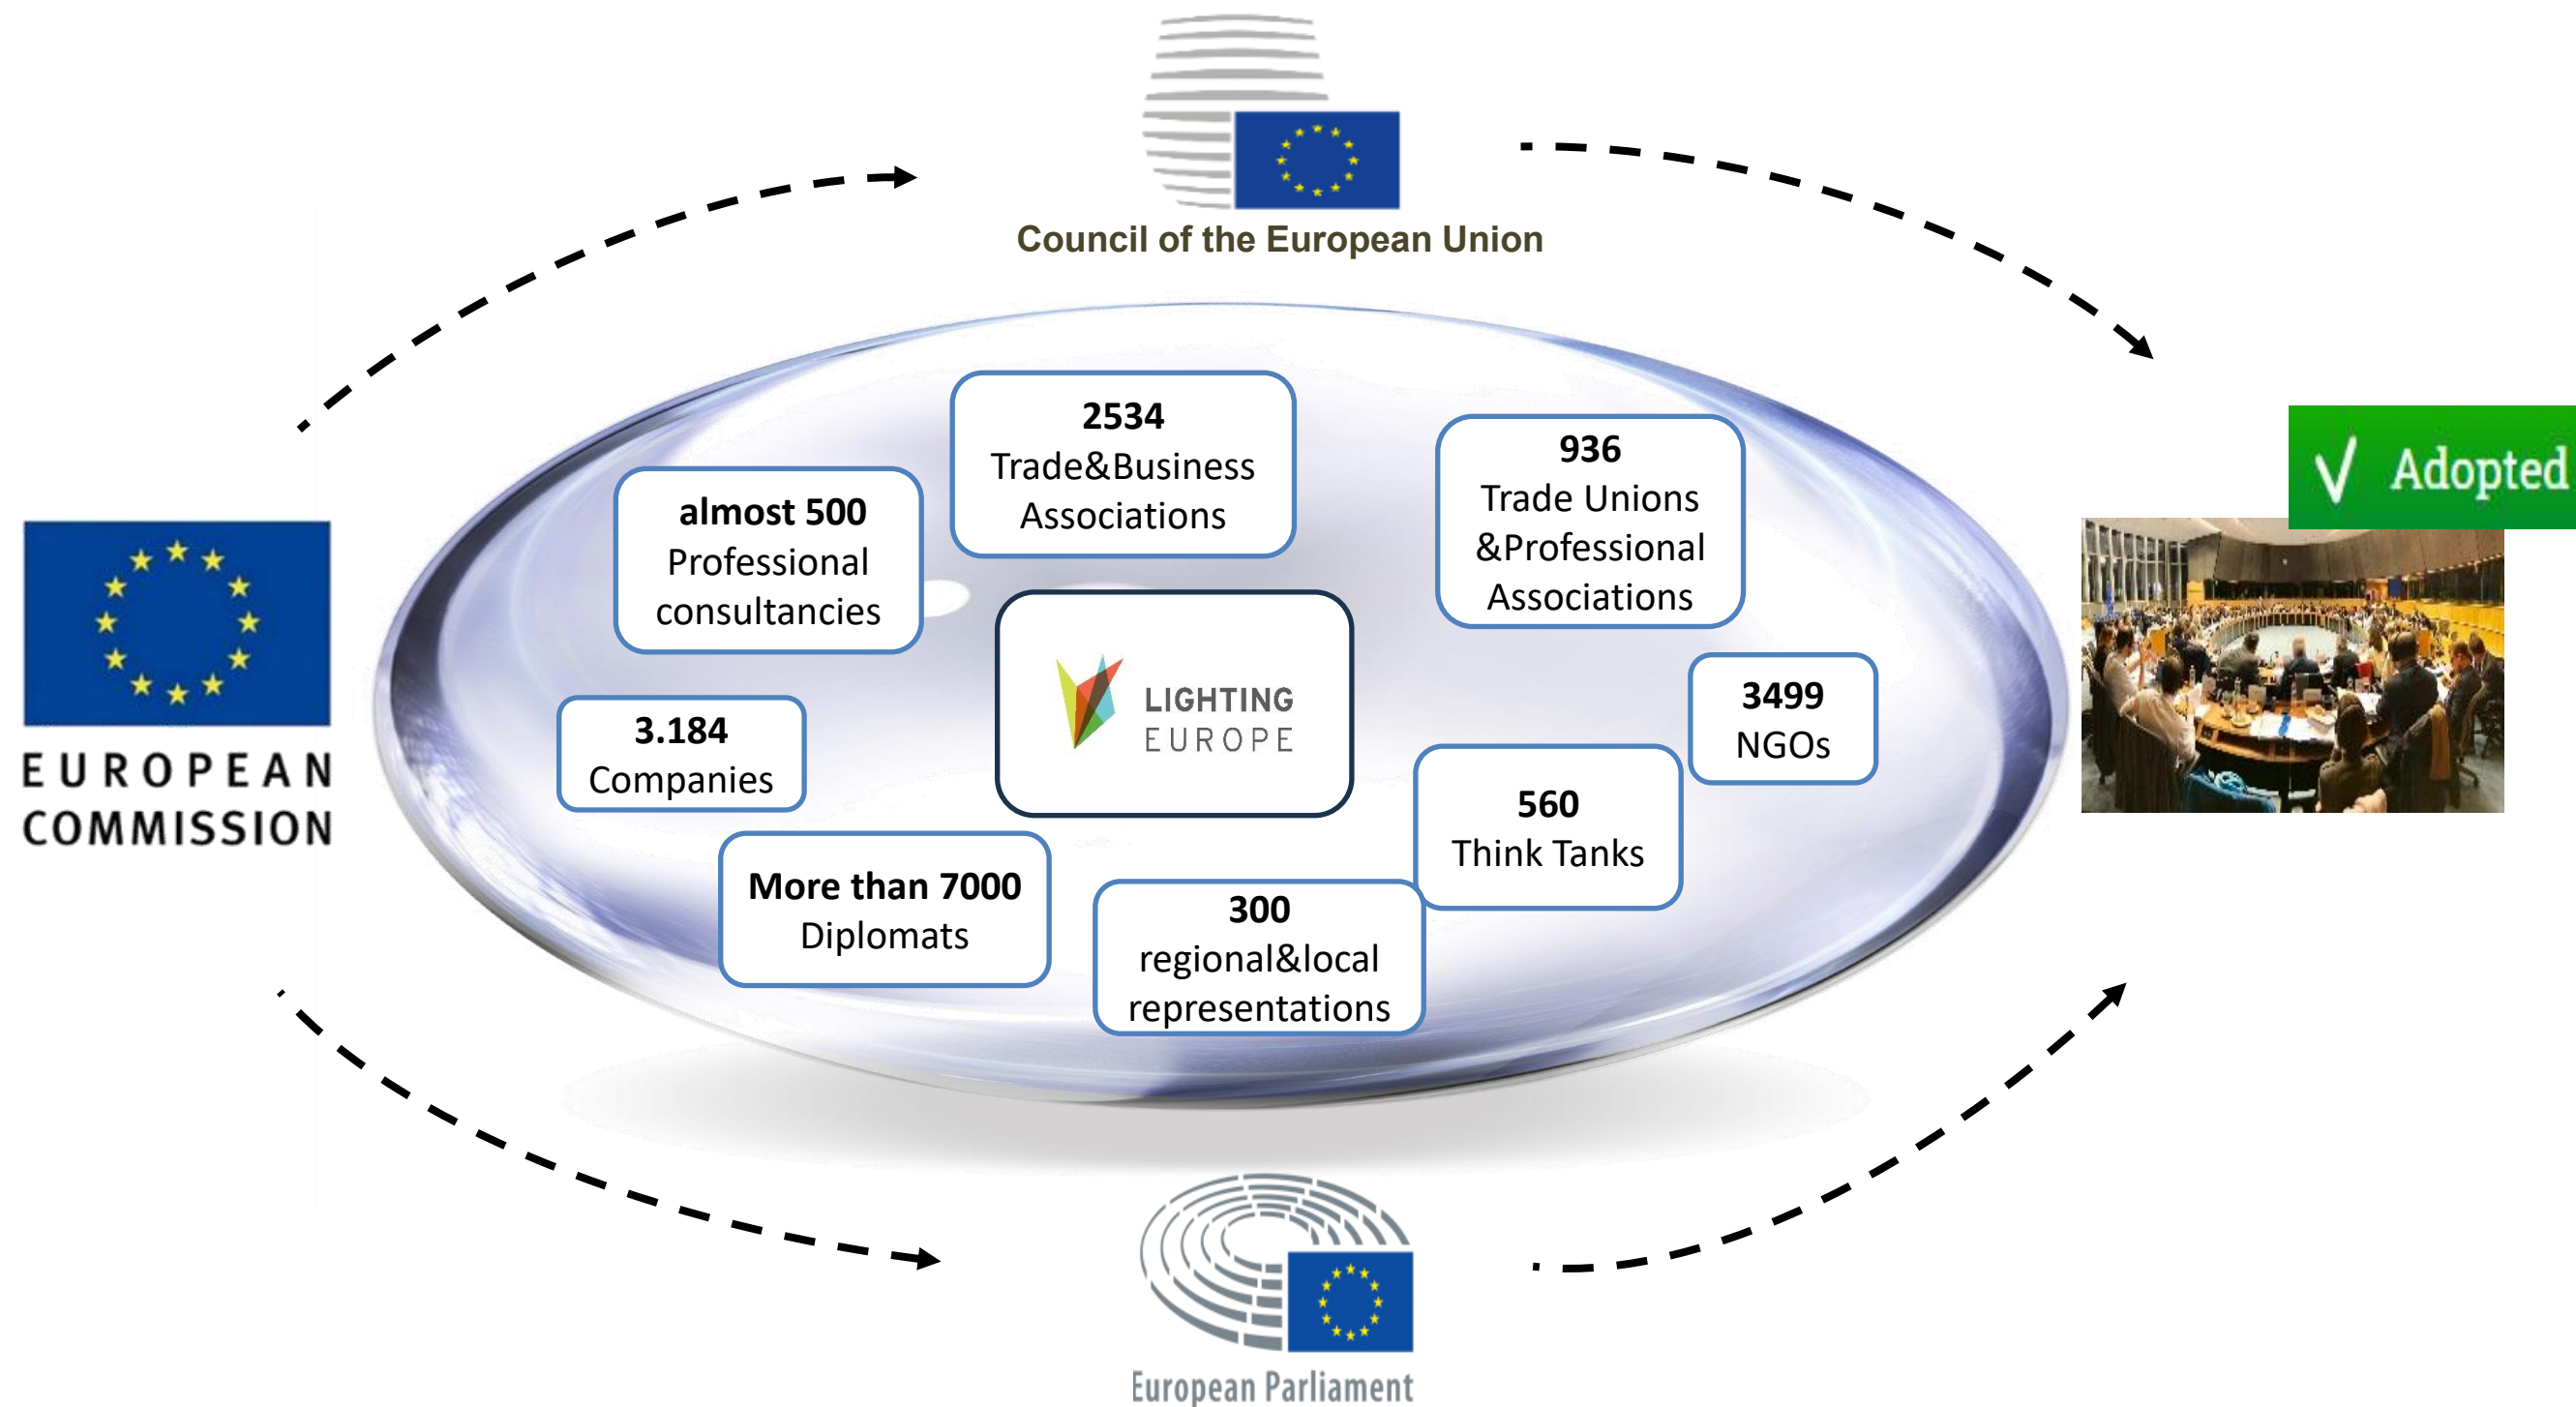 Council of the European Union
2534
Trade&Business
Associations
936
Trade Unions
&Professional
Associations
almost 500
Professional
consultancies
✓ Adopted
EUROPEAN
COMMISSION
LIGHTING
EUROPE
3499
NGOs
3.184
Companies
560
Think Tanks
More than 7000
Diplomats
300
regional&local
representations
European Parliament